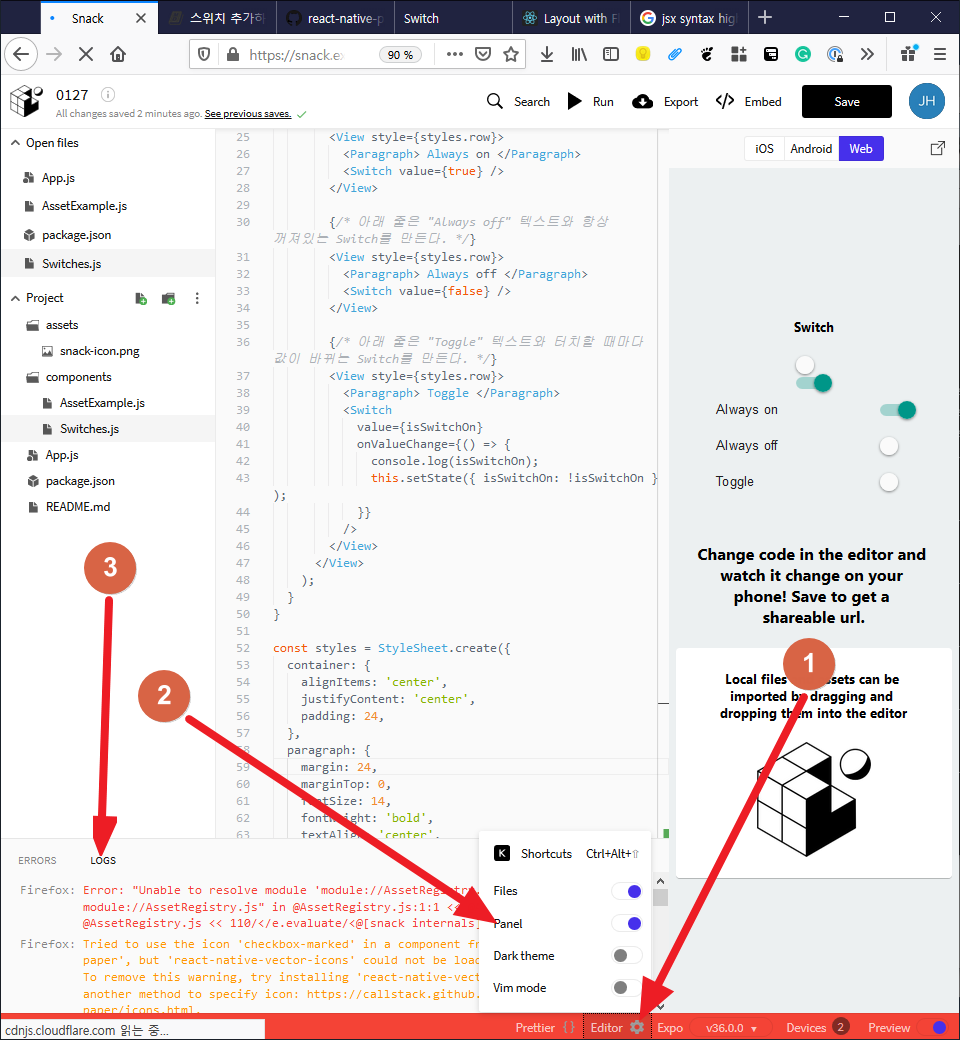 Snack
스위치 추가하
react-native-p
Switch
Layout with Fl
jsx syntax high
https://snack.ex
90 %
0127
All changes saved 2 minutes ago. See previous saves.
Search
Run
Export
Embed
Save
JH
Open files
App.js
AssetExample.js
package.json
Switches.js
Project
assets
snack-icon.png
components
AssetExample.js
Switches.js
App.js
package.json
README.md
25 <View style={styles.row}>
26 <Paragraph> Always on </Paragraph>
27 <Switch value={true} />
28 </View>
29
30 {/* 아래 줄은 "Always off" 텍스트와 항상
꺼져있는 Switch를 만든다. */}
31 <View style={styles.row}>
32 <Paragraph> Always off </Paragraph>
33 <Switch value={false} />
34 </View>
35
36 {/* 아래 줄은 "Toggle" 텍스트와 터치할 때마다
값이 바뀌는 Switch를 만든다. */}
37 <View style={styles.row}>
38 <Paragraph> Toggle </Paragraph>
39 <Switch
40 value={isSwitchOn}
41 onValueChange={() => {
42 console.log(isSwitchOn);
43 this.setState({ isSwitchOn: !isSwitchOn }
);
44 }}
45 />
46 </View>
47 </View>
48 );
49 }
50 }
51
52 const styles = StyleSheet.create({
53 container: {
54 alignItems: 'center',
55 justifyContent: 'center',
56 padding: 24,
57 },
58 paragraph: {
59 margin: 24,
60 marginTop: 0,
61 fontSize: 14,
62 fontWeight: 'bold',
63 textAlign: 'center',
iOS
Android
Web
Switch
Always on
Always off
Toggle
Change code in the editor and
watch it change on your
phone! Save to get a
shareable url.
Local files assets can be
imported by dragging and
dropping them into the editor
1
2
3
ERRORS
LOGS
Firefox: Error: "Unable to resolve module 'module://AssetRegistry.
module://AssetRegistry.js" in @AssetRegistry.js:1:1 <<
@AssetRegistry.js << 110/</e.evaluate/<@[snack internals]
Firefox: Tried to use the icon 'checkbox-marked' in a component fr
paper', but 'react-native-vector-icons' could not be load
To remove this warning, try installing 'react-native-vect
another method to specify icon: https://callstack.github.
paper/icons.html.
K Shortcuts Ctrl+Alt+⇧
Files
Panel
Dark theme
Vim mode
cdnjs.cloudflare.com 읽는 중...
Prettier { }
Editor
Expo
v36.0.0
Devices 2
Preview